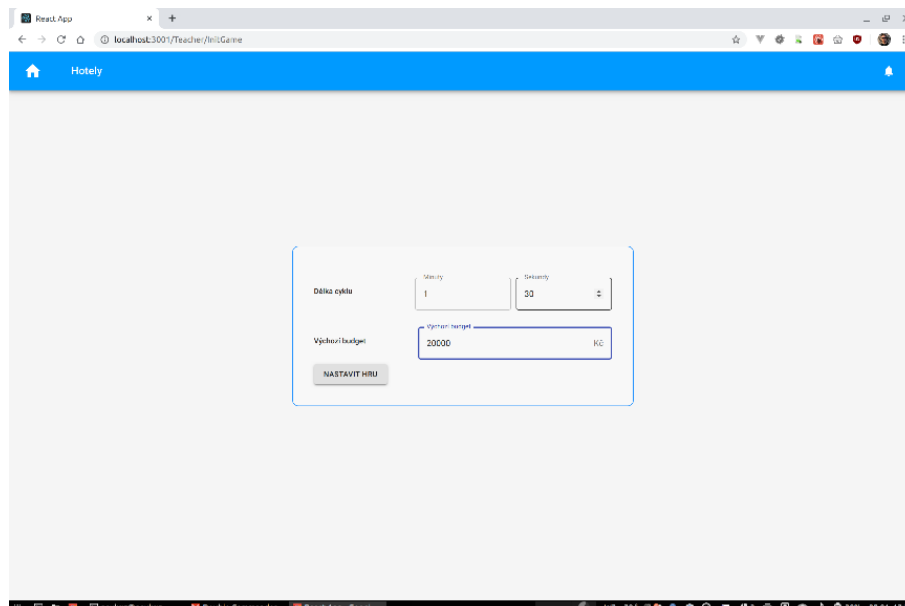 React App
localhost:3001/Teacher/InitGame
Hotely
Minuty
Sekundy
Délka cyklu
1
30
Výchozí budget
Výchozí budget
20000
Kč
NASTAVIT HRU